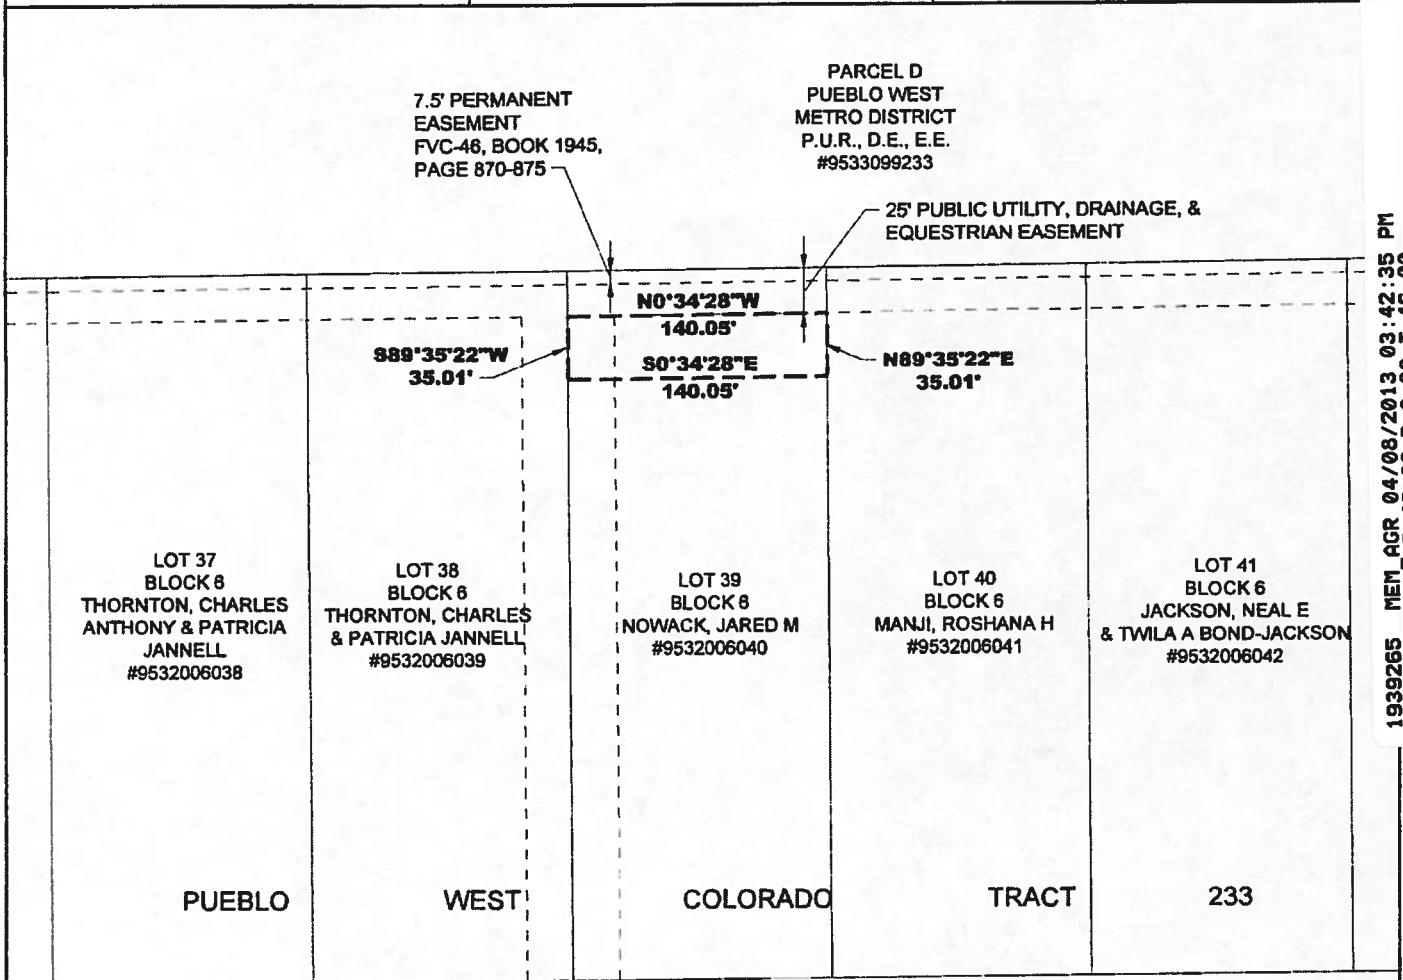 7.5' PERMANENT
EASEMENT
FVC-46, BOOK 1945,
PAGE 870-875
PARCEL D
PUEBLO WEST
METRO DISTRICT
P.U.R., D.E., E.E.
#9533099233
25' PUBLIC UTILITY, DRAINAGE, &
EQUESTRIAN EASEMENT
N0°34'28"W
140.05'
S0°34'28"E
140.05'
S89°35'22"W
35.01'
N89°35'22"E
35.01'
LOT 37
BLOCK 6
THORNTON, CHARLES
ANTHONY & PATRICIA
JANNELL
#9532006038
LOT 38
BLOCK 6
THORNTON, CHARLES
& PATRICIA JANNELL
#9532006039
LOT 39
BLOCK 6
NOWACK, JARED M
#9532006040
LOT 40
BLOCK 6
MANJI, ROSHANA H
#9532006041
LOT 41
BLOCK 6
JACKSON, NEAL E
& TWILA A BOND-JACKSON
#9532006042
PUEBLO WEST COLORADO TRACT 233
1939265 MEM_AGR 04/08/2013 03:42:35 PM